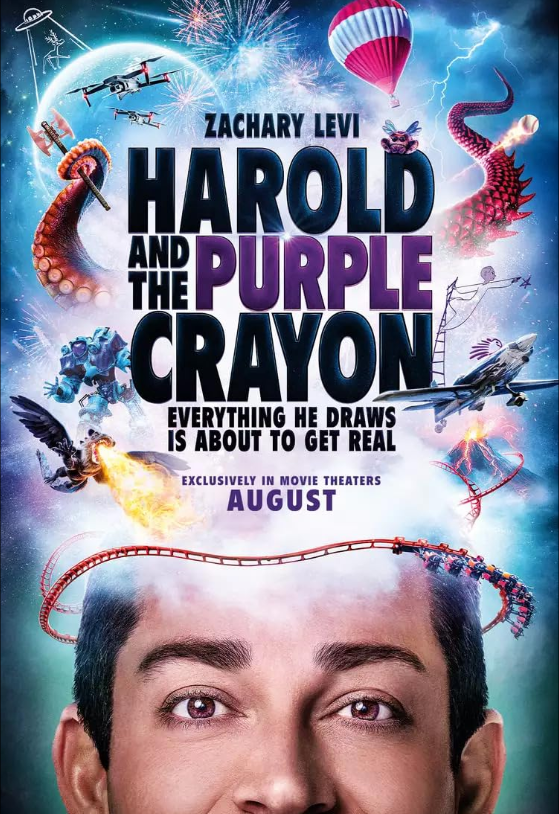 ZACHARY LEVI
HAROLD
AND
THE PURPLE
CRAYON
EVERYTHING HE DRAWS
IS ABOUT TO GET REAL
EXCLUSIVELY IN MOVIE THEATERS
AUGUST